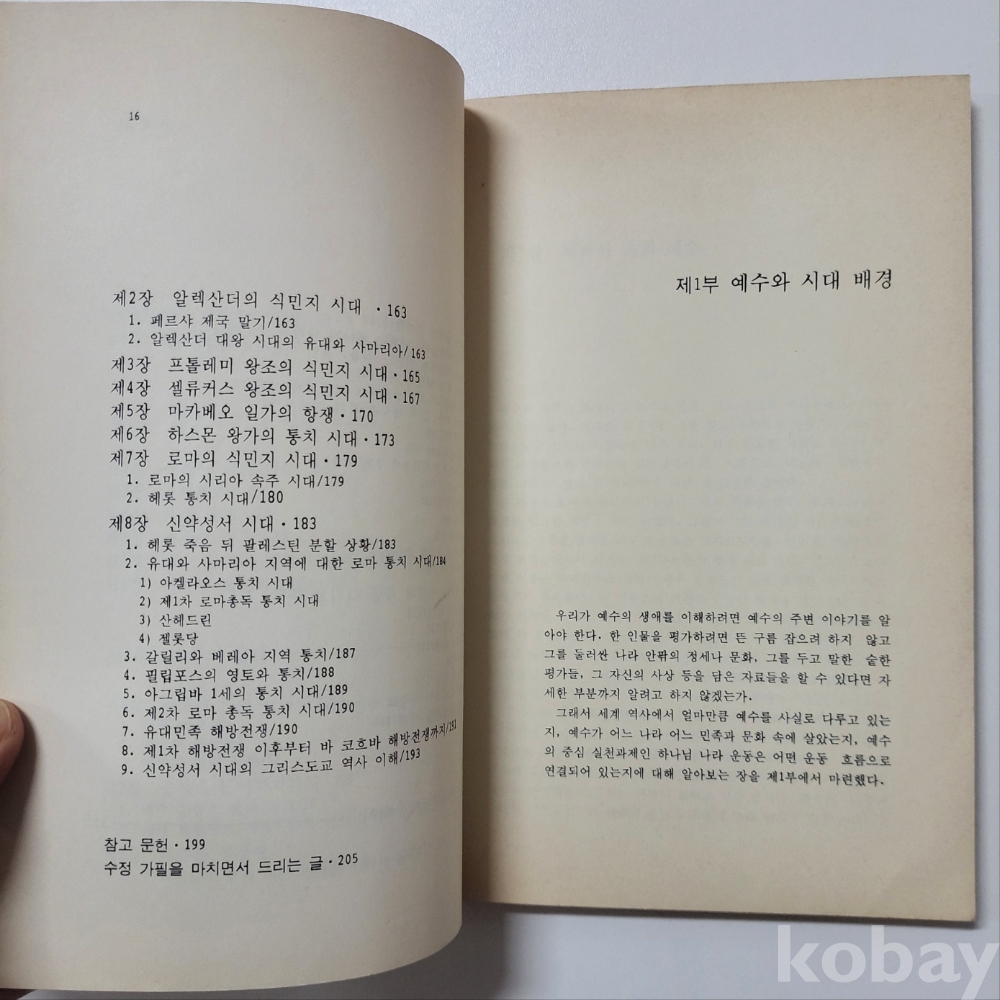 16
제2장 알렉산더의 식민지 시대 · 163
1. 페르샤 제국 말기/163
2. 알렉산더 대왕 시대의 유대와 사마리아/163
제3장 프톨레미 왕조의 식민지 시대 · 165
제4장 셀류커스 왕조의 식민지 시대 · 167
제5장 마카베오 일가의 항쟁 · 170
제6장 하스몬 왕가의 통치 시대 · 173
제7장 로마의 식민지 시대 · 179
1. 로마의 시리아 속주 시대/179
2. 헤롯 통치 시대/180
제8장 신약성서 시대 · 183
1. 헤롯 죽음 뒤 팔레스틴 분할 상황/183
2. 유대와 사마리아 지역에 대한 로마 통치 시대/184
1) 아켈라오스 통치 시대
2) 제1차 로마총독 통치 시대
3) 산헤드린
4) 젤롯당
3. 갈릴리와 베레아 지역 통치/187
4. 필립포스의 영토와 통치/188
5. 아그립바 1세의 통치 시대/189
6. 제2차 로마 총독 통치 시대/190
7. 유대민족 해방전쟁/190
8. 제1차 해방전쟁 이후부터 바 코흐바 해방전쟁까지/191
9. 신약성서 시대의 그리스도교 역사 이해/193
참고 문헌 · 199
수정 가필을 마치면서 드리는 글 · 205
제1부 예수와 시대 배경
우리가 예수의 생애를 이해하려면 예수의 주변 이야기를 알
아야 한다. 한 인물을 평가하려면 뜬 구름 잡으려 하지 않고
그를 둘러싼 나라 안팎의 정세나 문화, 그를 두고 말한 숱한
평가들, 그 자신의 사상 등을 담은 자료들을 할 수 있다면 자
세한 부분까지 알려고 하지 않겠는가.
그래서 세계 역사에서 얼마만큼 예수를 사실로 다루고 있는
지, 예수가 어느 나라 어느 민족과 문화 속에 살았는지, 예수
의 중심 실천과제인 하나님 나라 운동은 어떤 운동 흐름으로
연결되어 있는지에 대해 알아보는 장을 제1부에서 마련했다.
kobay